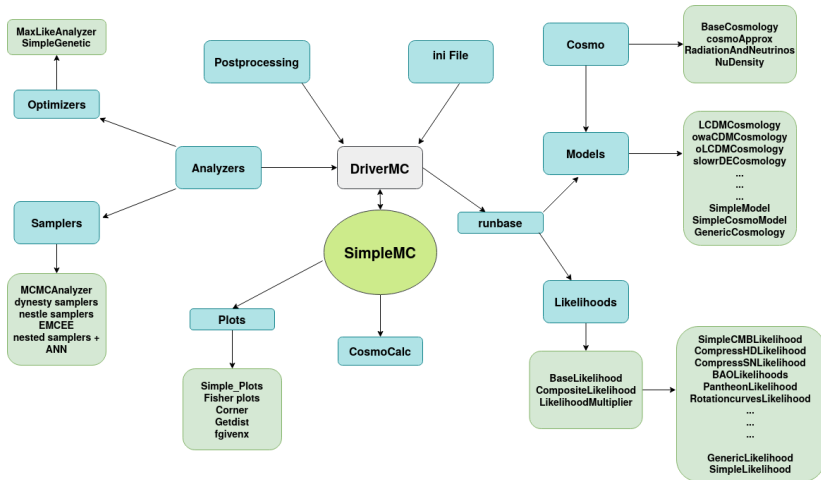 MaxLikeAnalyzer
SimpleGenetic
Optimizers
Postprocessing
ini File
Cosmo
BaseCosmology
cosmoApprox
RadiationAndNeutrinos
NuDensity
Analyzers
DriverMC
Models
LCDMCosmology
owaCDMCosmology
oLCDMCosmology
slowrDECosmology
...
...
...
SimpleModel
SimpleCosmoModel
GenericCosmology
Samplers
runbase
SimpleMC
MCMCAnalyzer
dynesty samplers
nestle samplers
EMCEE
nested samplers +
ANN
Plots
CosmoCalc
Likelihoods
Simple_Plots
Fisher plots
Corner
Getdist
fgivenx
BaseLikelihood
CompositeLikelihood
LikelihoodMultiplier
SimpleCMBLikelihood
CompressHDLikelihood
CompressSNLikelihood
BAOLikelihoods
PantheonLikelihood
RotationcurvesLikelihood
...
...
...
GenericLikelihood
SimpleLikelihood